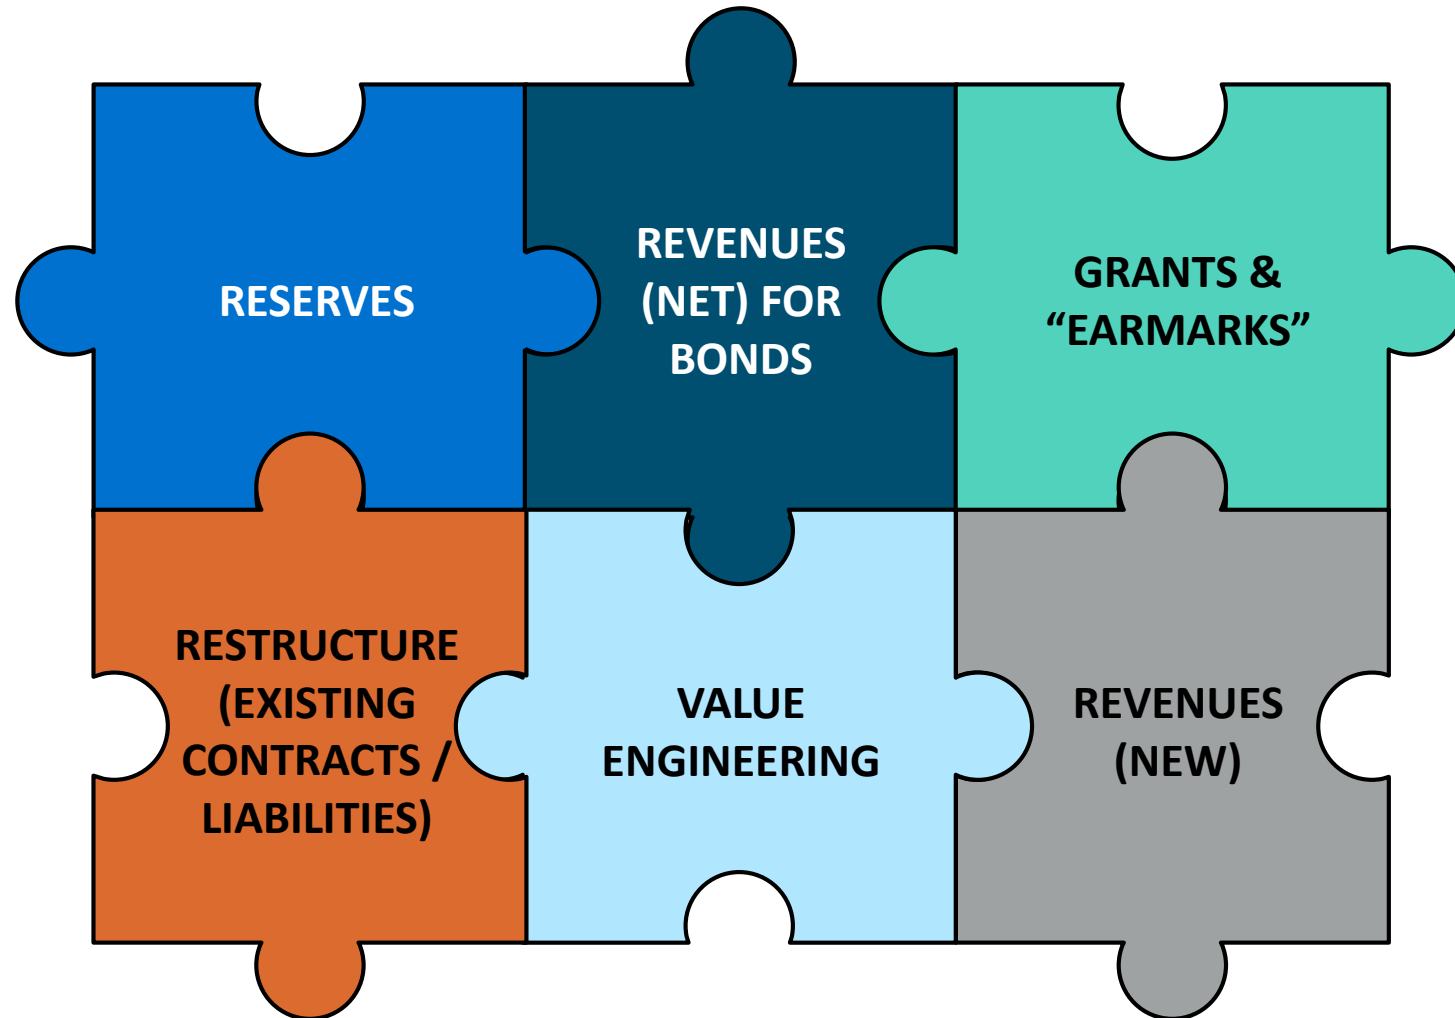 RESERVES
REVENUES
(NET) FOR
BONDS
GRANTS &
“EARMARKS”
RESTRUCTURE
(EXISTING
CONTRACTS /
LIABILITIES)
VALUE
ENGINEERING
REVENUES
(NEW)